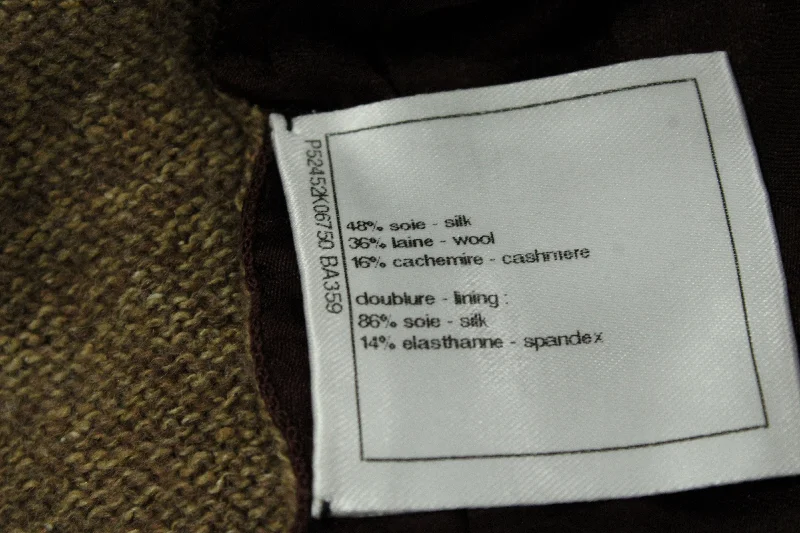 P52452K06750 BA359
48% soie - silk
36% laine - wool
16% cachemire - cashmere
doublure - lining :
86% soie - silk
14% elasthanne - spandex